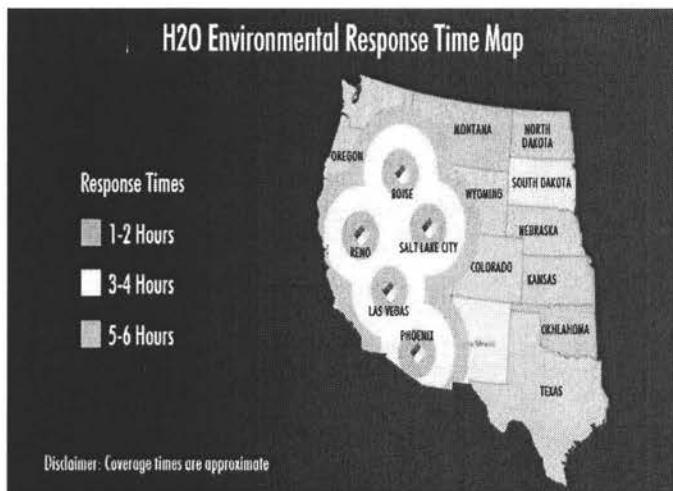 H2O Environmental Response Time Map
MONTANA
NORTH
DAKOTA
OREGON
SOUTH DAKOTA
BOISE
WYOMING
Response Times
NEBRASKA
1-2 Hours
RENO
SALT LAKE CITY
COLORADO
KANSAS
3-4 Hours
LAS VEGAS
OKHLAHOMA
5-6 Hours
PHOENIX
TEXAS
Disclaimer: Coverage times are approximate